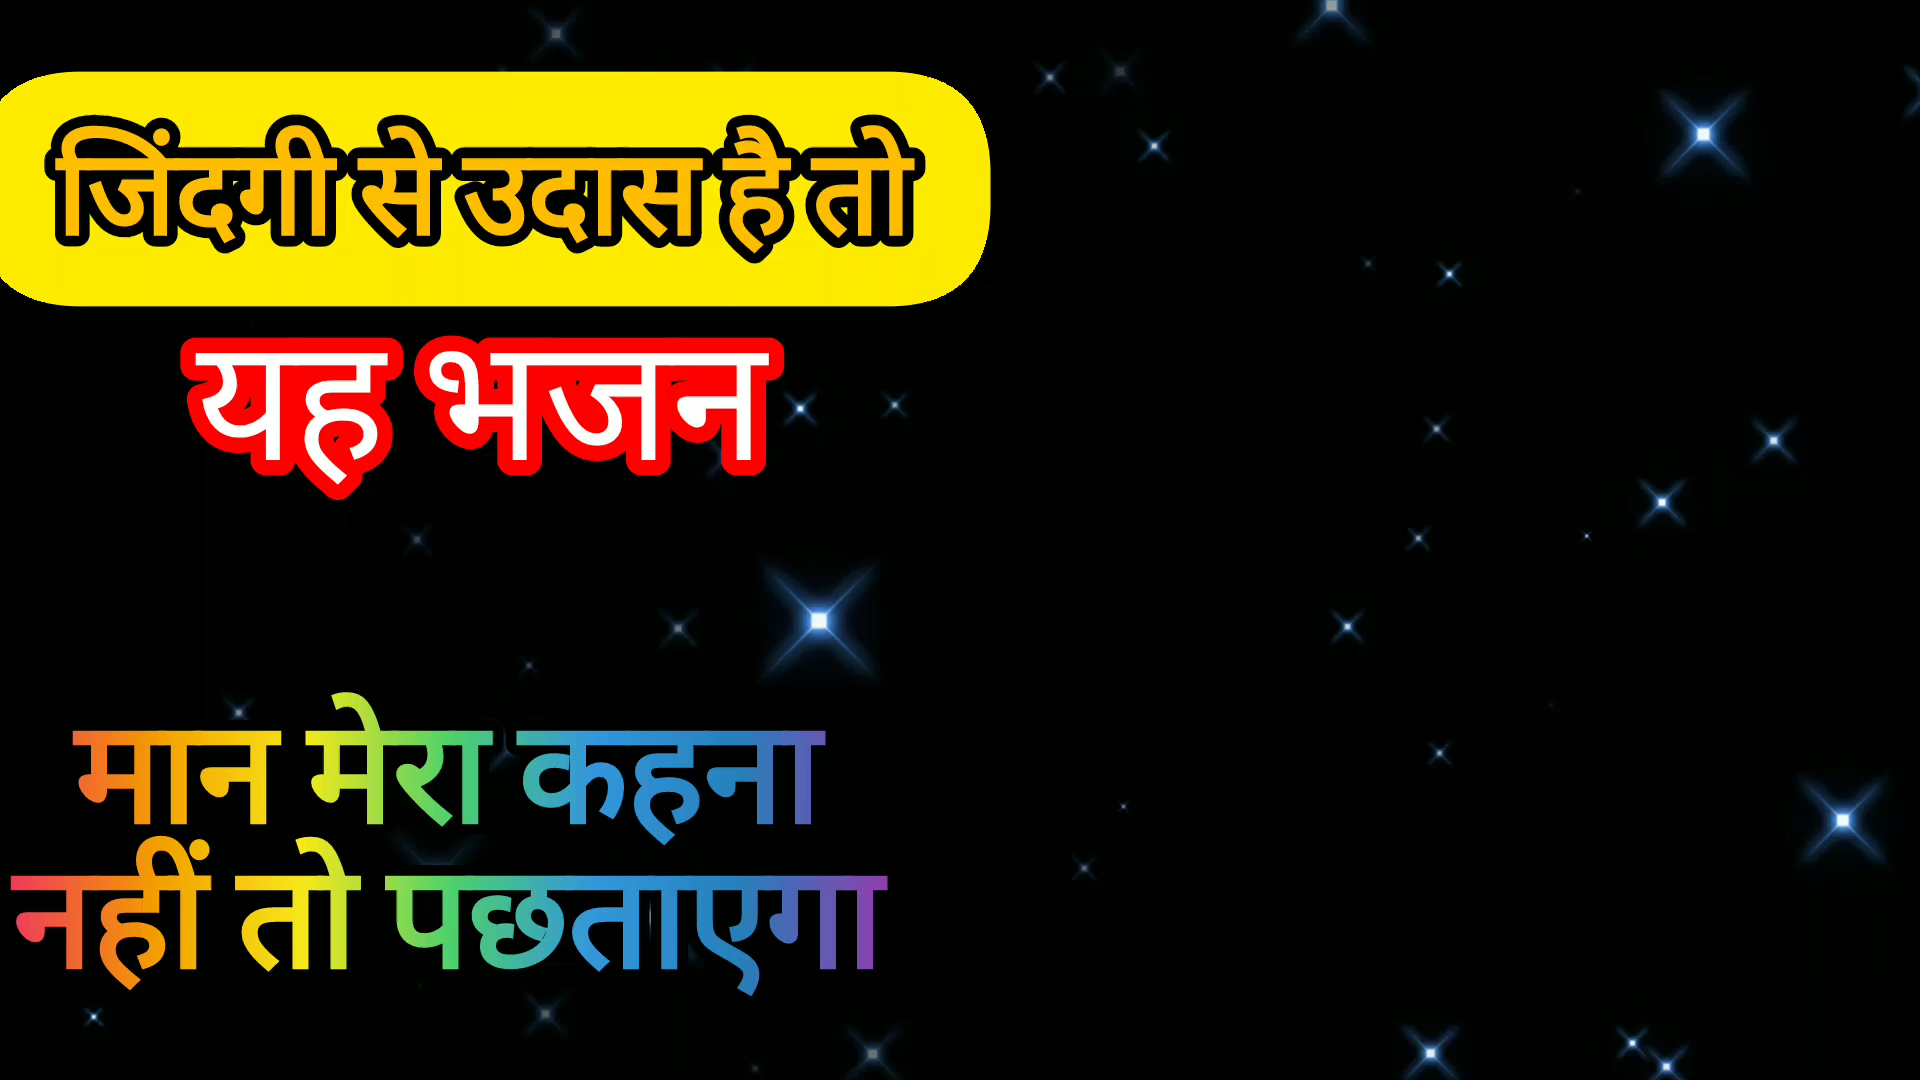 जिंदगी से उदास है तो
यह भजन
मान मेरा कहना
नहीं तो पछताएगा